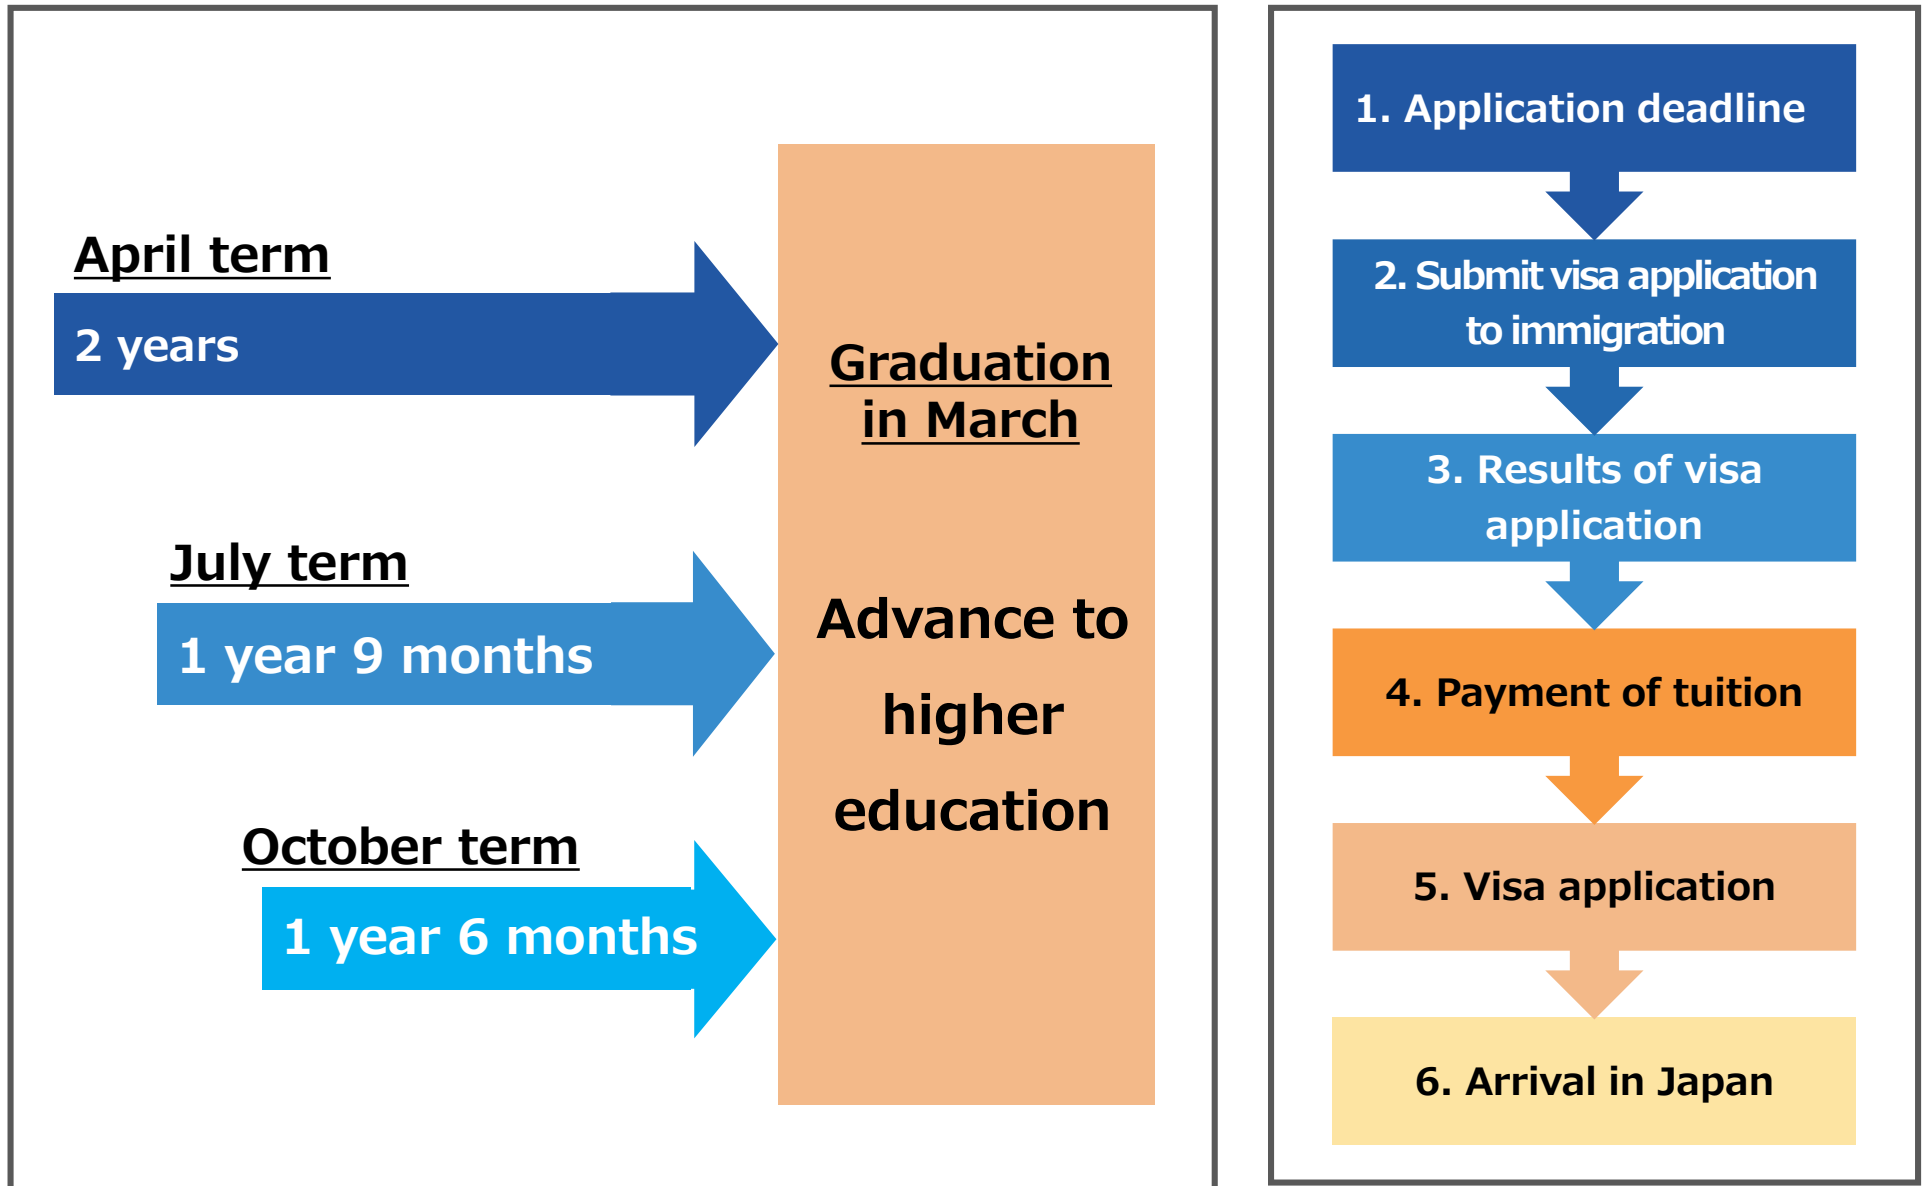 April term
2 years
July term
1 year 9 months
October term
1 year 6 months
Graduation
in March
Advance to
higher
education
1. Application deadline
2. Submit visa application
to immigration
3. Results of visa
application
4. Payment of tuition
5. Visa application
6. Arrival in Japan